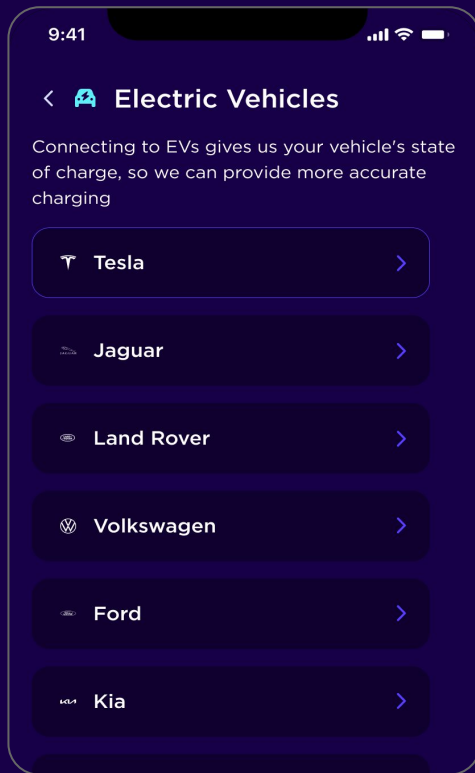 9:41
Electric Vehicles
Connecting to EVs gives us your vehicle's state
of charge, so we can provide more accurate
charging
Tesla
Jaguar
Land Rover
Volkswagen
Ford
Kia